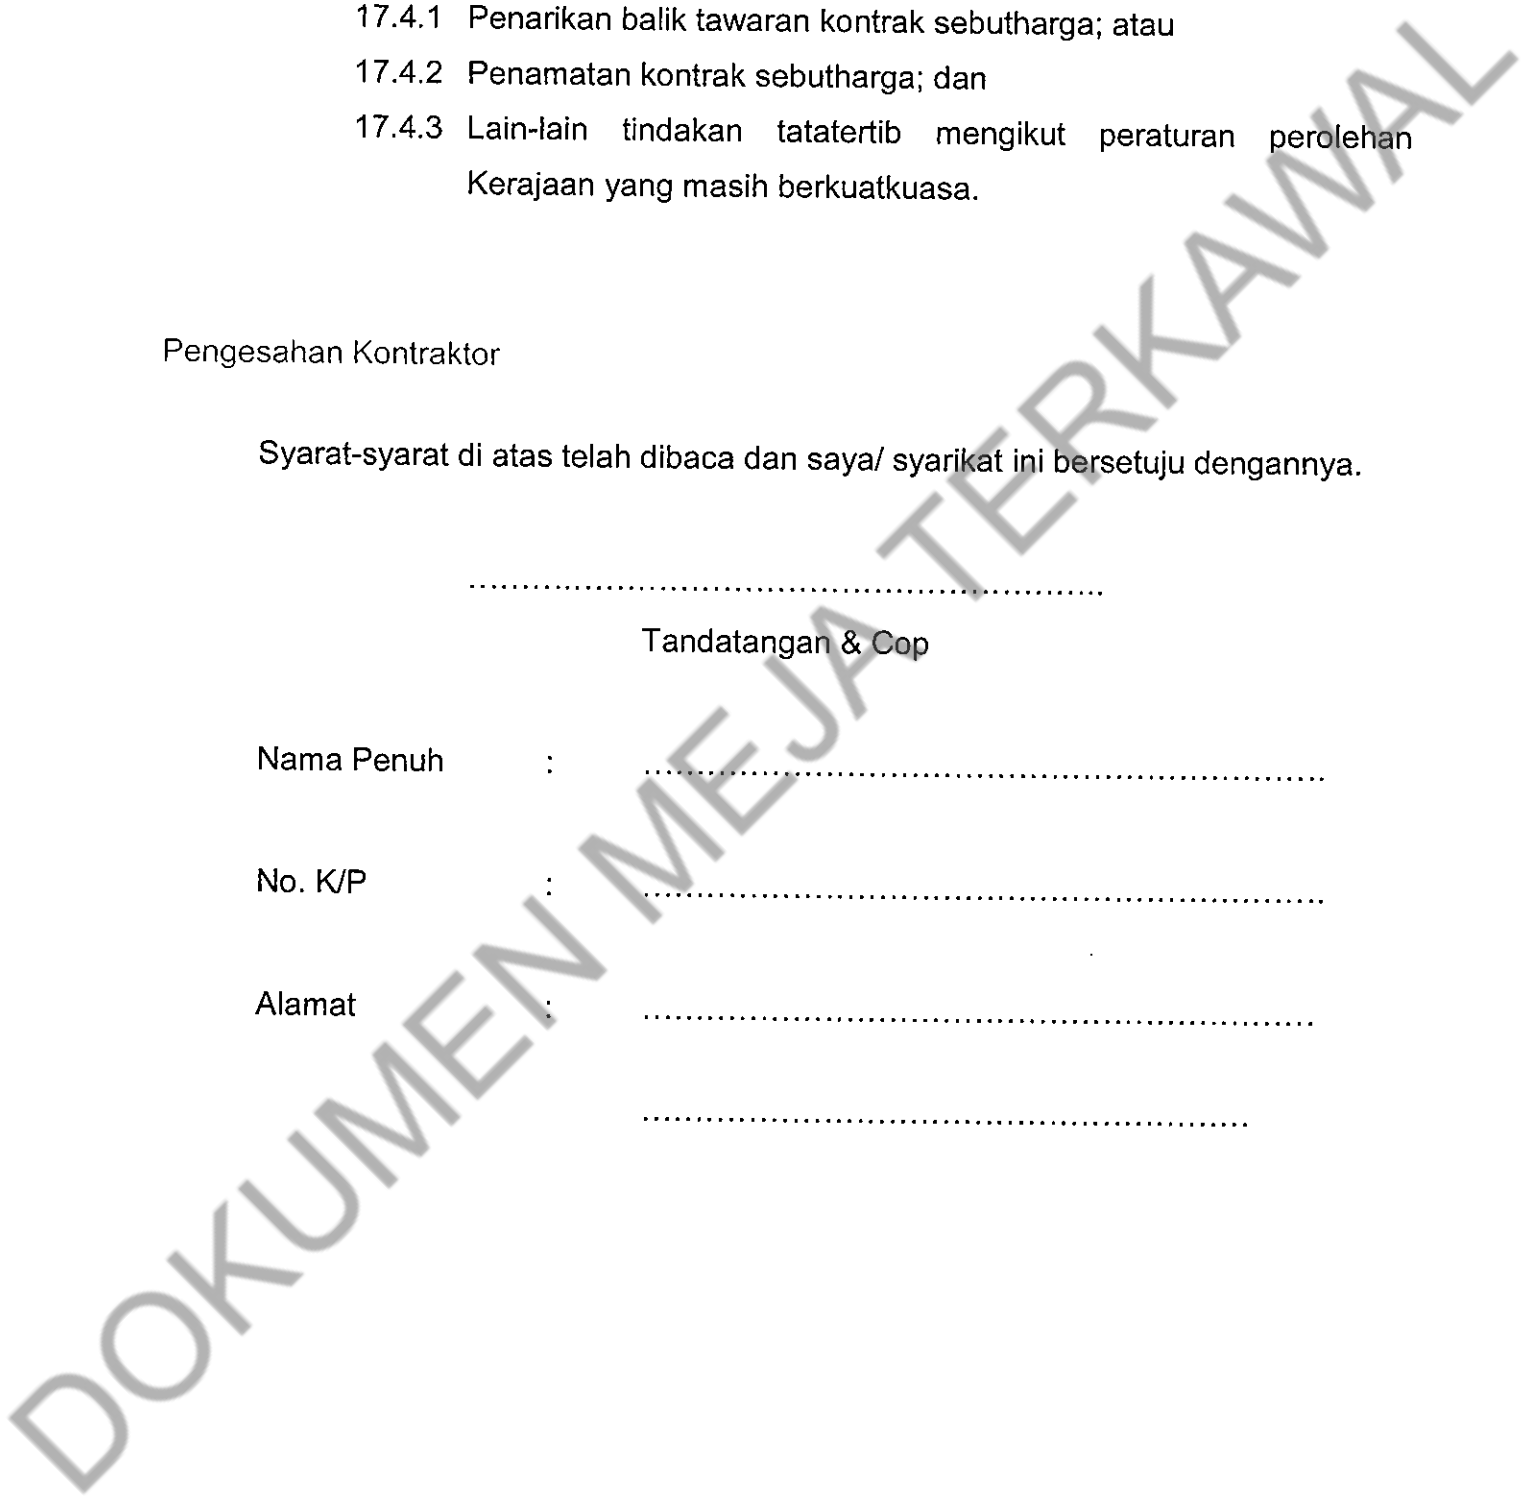 17.4.1 Penarikan balik tawaran kontrak sebutharga; atau
17.4.2 Penamatan kontrak sebutharga; dan
17.4.3 Lain-lain tindakan tatatertib mengikut peraturan perolehan
Kerajaan yang masih berkuatkuasa.
Pengesahan Kontraktor
Syarat-syarat di atas telah dibaca dan saya/ syarikat ini bersetuju dengannya.
............................................................
Tandatangan & Cop
Nama Penuh : ................................................................
No. K/P : ................................................................
Alamat : ...............................................................
.........................................................
DOKUMEN MEJA TERKAWAL